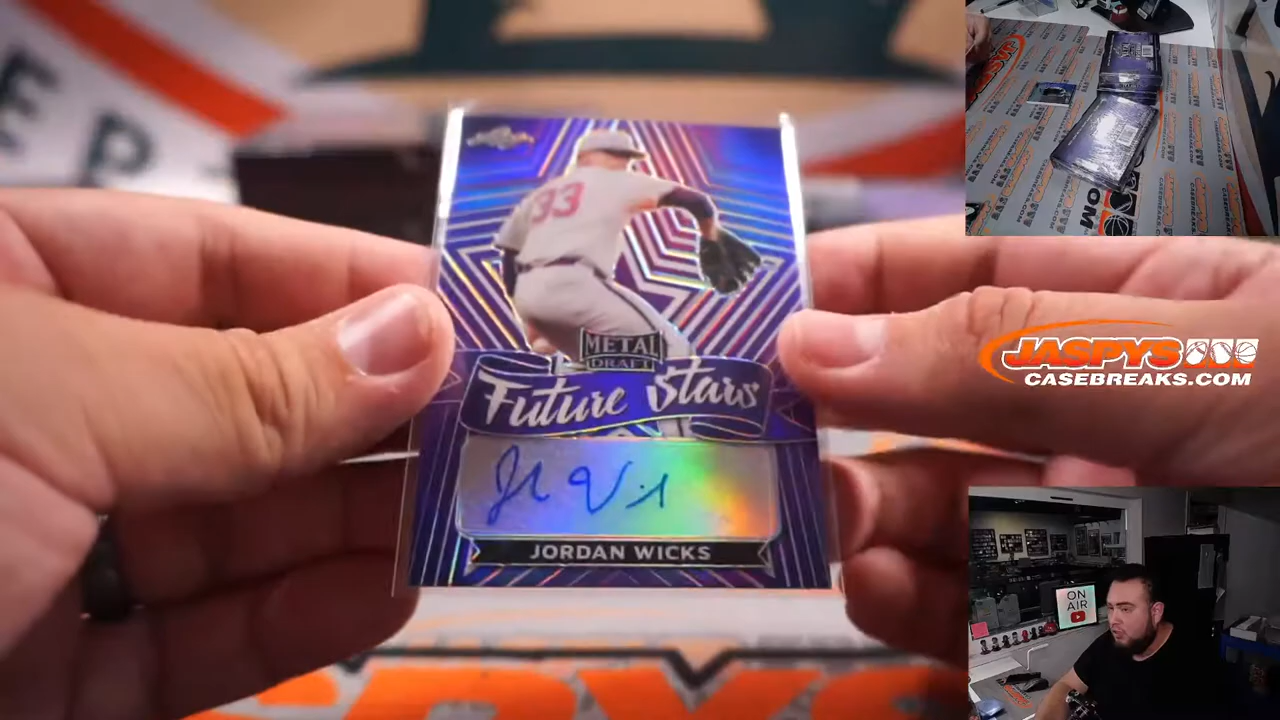 33
METAL
DRAFT
Future Stars
JORDAN WICKS
JASPYS
CASEBREAKS.COM
ON
AIR